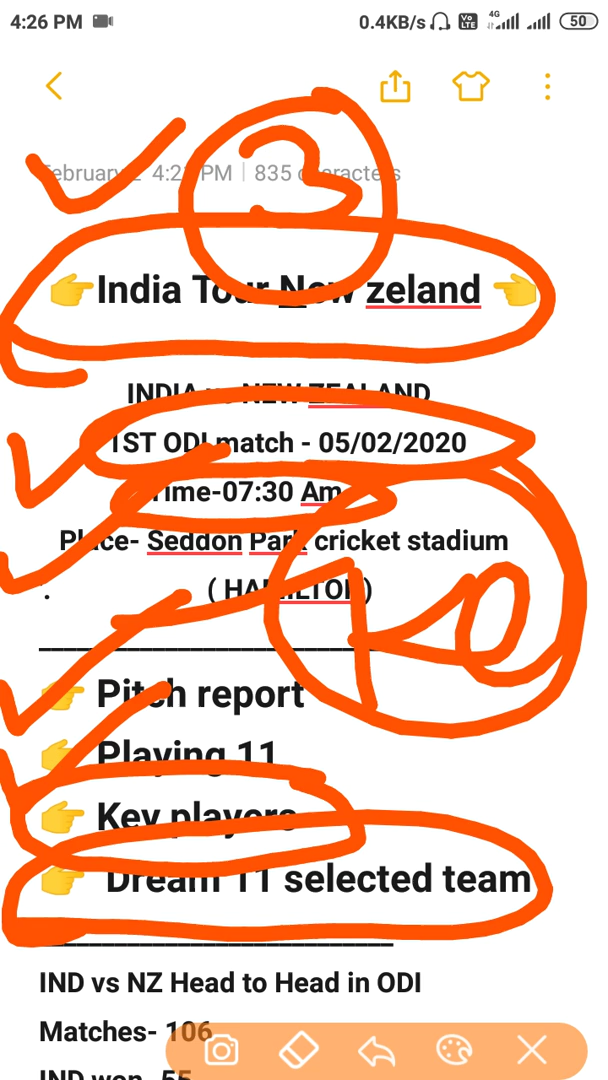 4:26 PM 0.4KB/s Vo LTE 4G 50
February 4:2 PM | 835 characters
3
👉India Tour New zeland 👈
INDIA vs NEW ZEALAND
1ST ODI match - 05/02/2020
Time-07:30 Am
Place- Seddon Park cricket stadium
. ( HAMILTON )
👉 Pitch report
👉 Playing 11
👉 Key players
👉 Dream 11 selected team
IND vs NZ Head to Head in ODI
Matches- 106
IND won- 55